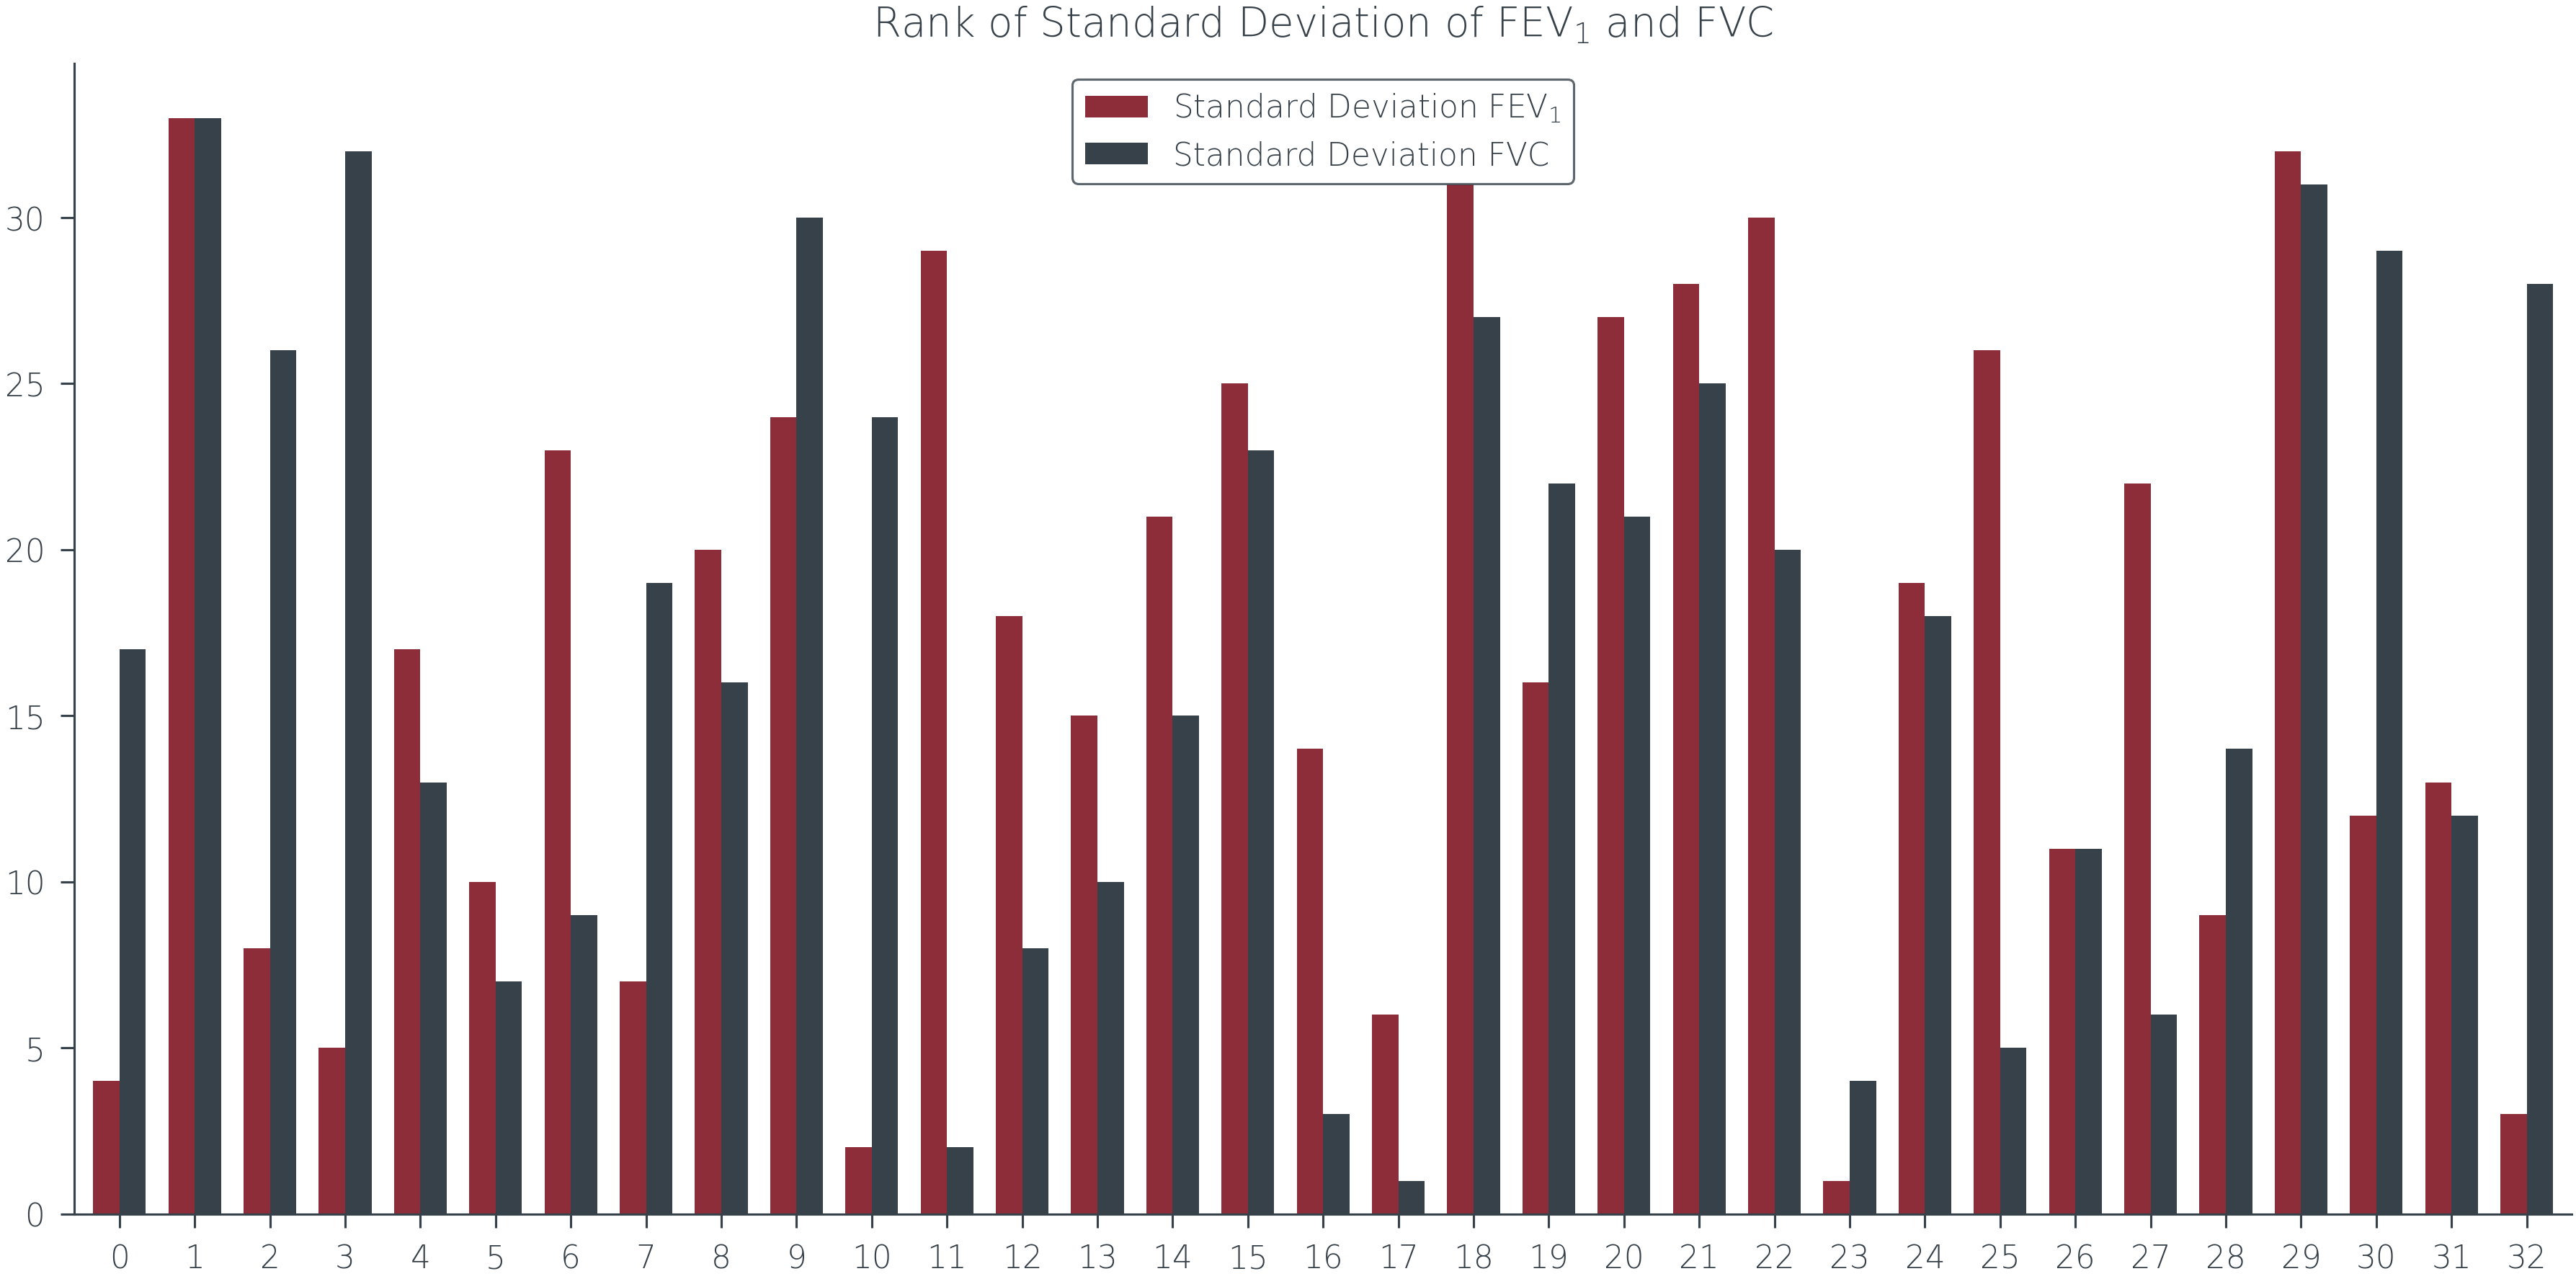 Rank of Standard Deviation of FEV₁ and FVC
Standard Deviation FEV₁
Standard Deviation FVC
30
25
20
15
10
5
0
0 1 2 3 4 5 6 7 8 9 10 11 12 13 14 15 16 17 18 19 20 21 22 23 24 25 26 27 28 29 30 31 32